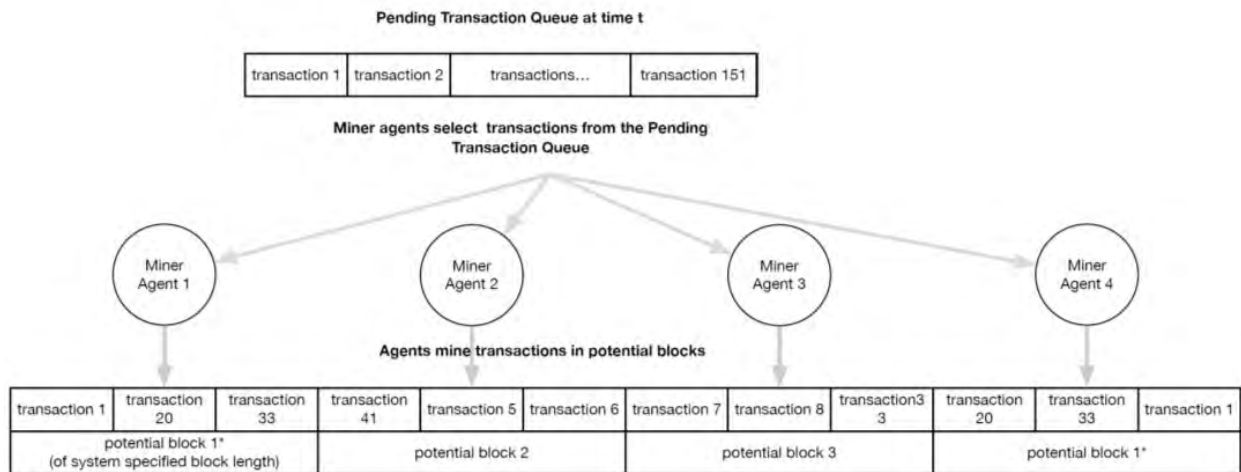 Pending Transaction Queue at time t
transaction 1 transaction 2 transactions... transaction 151
Miner agents select transactions from the Pending
Transaction Queue
Miner Miner Miner Miner
Agent 1 Agent 2 Agent 3 Agent 4
Agents mine transactions in potential blocks
transaction 1
transaction
20
transaction
33
transaction
41
transaction 5
transaction 6
transaction 7
transaction 8
transaction3
3
transaction
20
transaction
33
transaction 1
potential block 1*
(of system specified block length)
potential block 2
potential block 3
potential block 1*